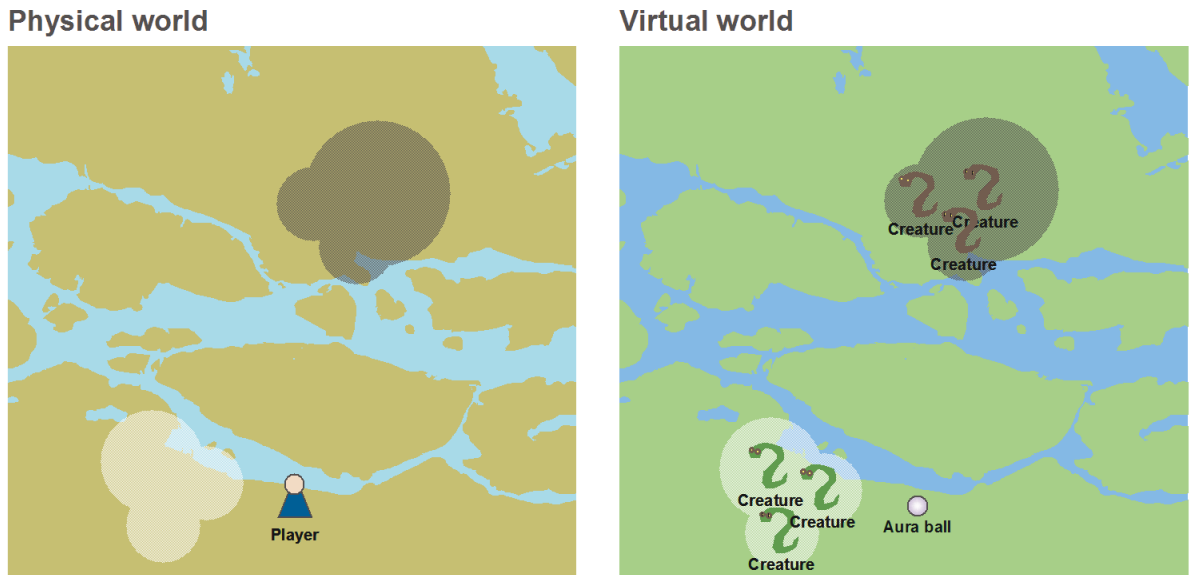 Physical world
Virtual world
Player
Creature
Creature
Creature
Creature
Creature
Creature
Aura ball